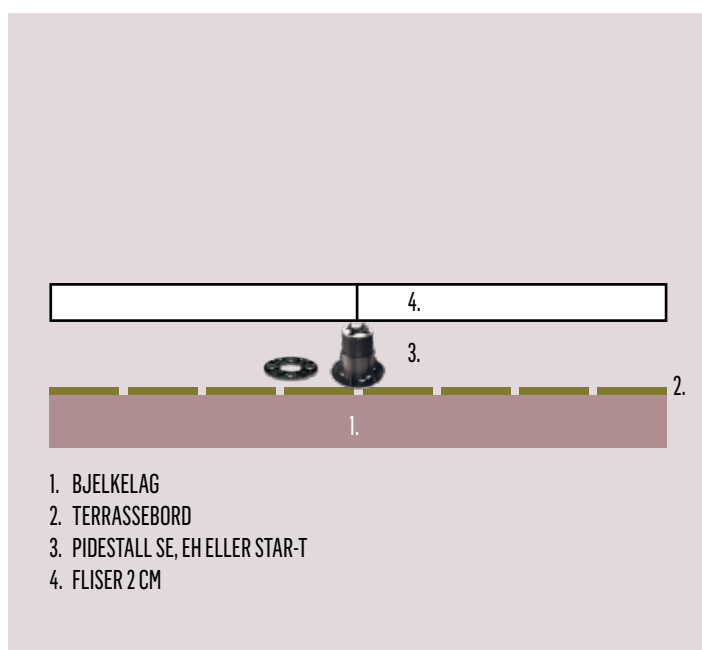 4.
3.
2.
1.
1. BJELKELAG
2. TERRASSEBORD
3. PIDESTALL SE, EH ELLER STAR-T
4. FLISER 2 CM